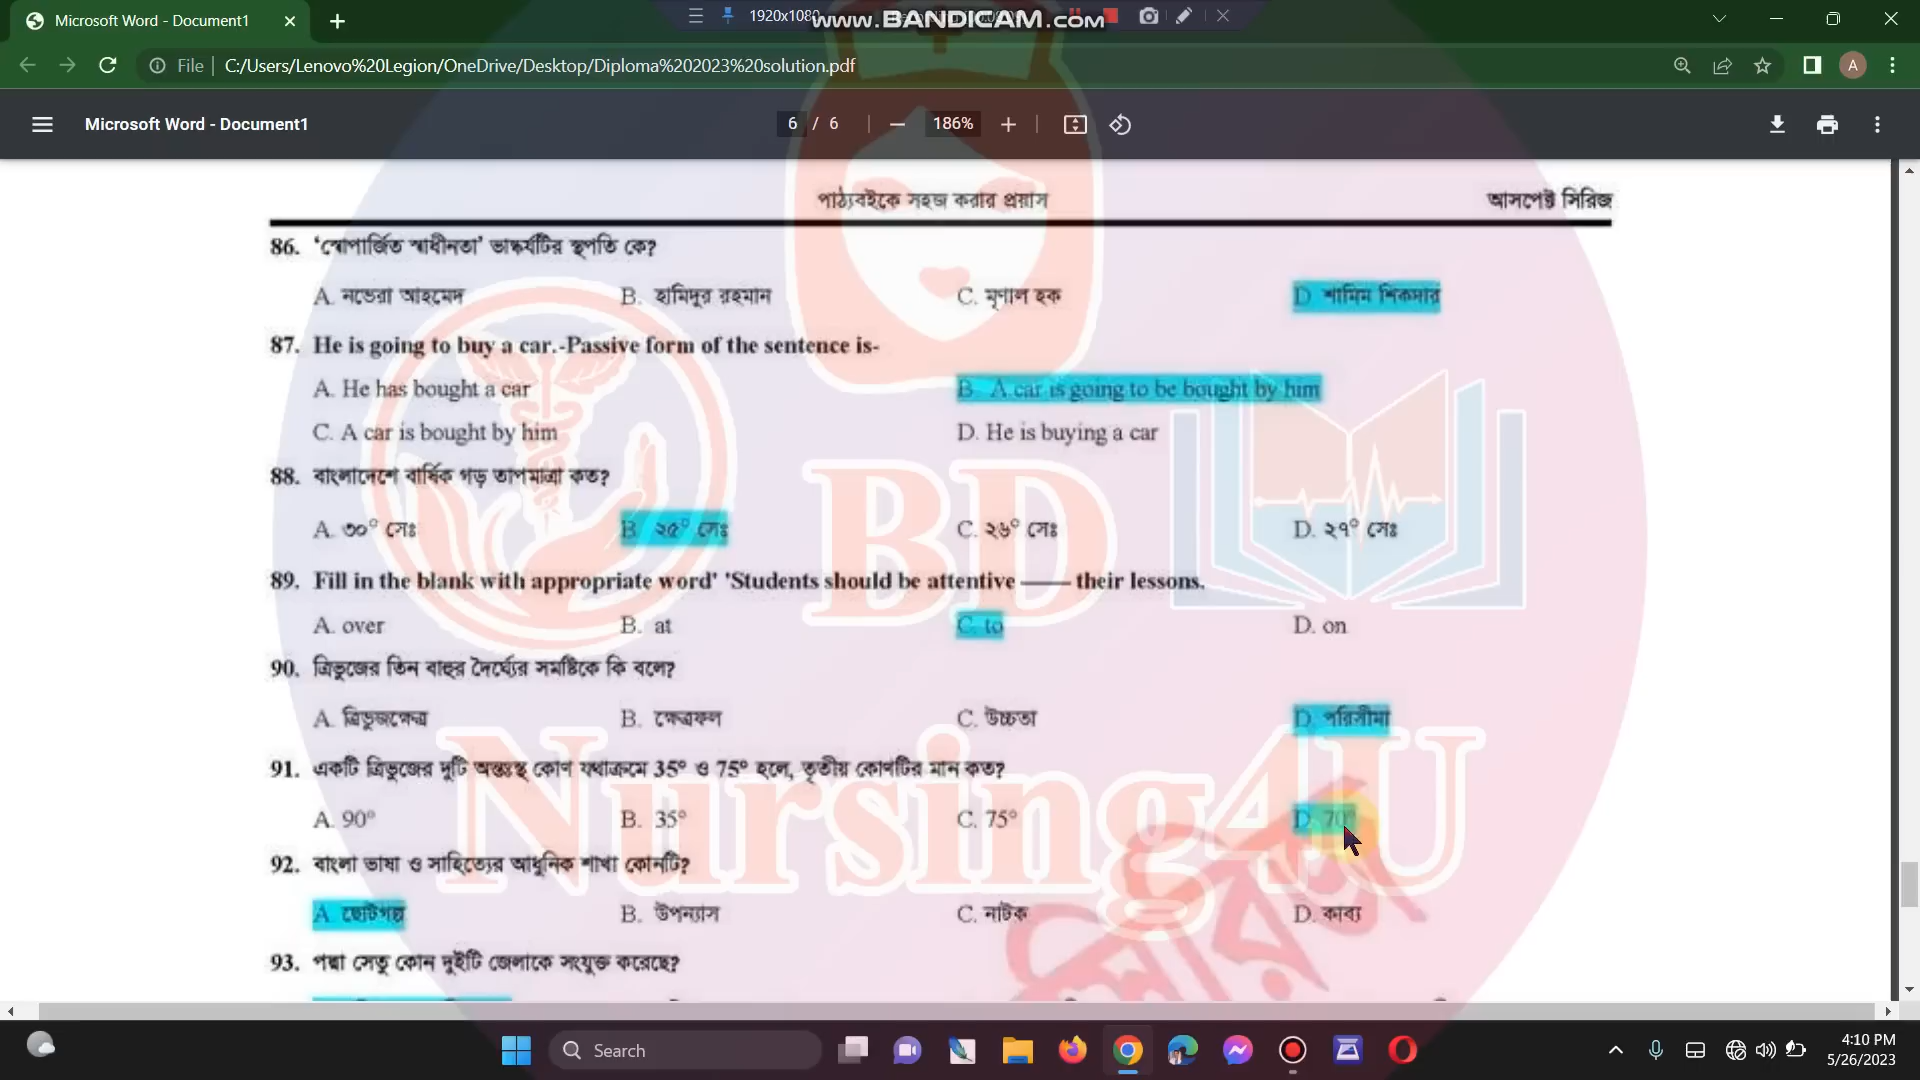 Microsoft Word - Document1
1920x1080
www.BANDICAM.com
File
C:/Users/Lenovo%20Legion/OneDrive/Desktop/Diploma%202023%20solution.pdf
A
Microsoft Word - Document1
6 / 6
186%
পাঠ্যবইকে সহজ করার প্রয়াস
আসপেক্ট সিরিজ
86. ‘স্বোপার্জিত স্বাধীনতা’ ভাস্কর্যটির স্থপতি কে?
A. নভেরা আহমেদ B. হামিদুর রহমান C. মৃণাল হক D শামিম শিকদার
87. He is going to buy a car.-Passive form of the sentence is-
A. He has bought a car B. A car is going to be bought by him
C. A car is bought by him D. He is buying a car
88. বাংলাদেশে বার্ষিক গড় তাপমাত্রা কত?
A. ৩০° সেঃ B. ২৫° সেঃ C. ২৬° সেঃ D. ২৭° সেঃ
89. Fill in the blank with appropriate word' 'Students should be attentive —— their lessons.
A. over B. at C. to D. on
90. ত্রিভুজের তিন বাহুর দৈর্ঘ্যের সমষ্টিকে কি বলে?
A. ত্রিভুজক্ষেত্র B. ক্ষেত্রফল C. উচ্চতা D. পরিসীমা
91. একটি ত্রিভুজের দুটি অন্তঃস্থ কোণ যথাক্রমে 35° ও 75° হলে, তৃতীয় কোণটির মান কত?
A. 90° B. 35° C. 75° D. 70°
92. বাংলা ভাষা ও সাহিত্যের আধুনিক শাখা কোনটি?
A ছোটগল্প B. উপন্যাস C. নাটক D. কাব্য
93. পদ্মা সেতু কোন দুইটি জেলাকে সংযুক্ত করেছে?
BD
Nursing4U
Search
4:10 PM
5/26/2023